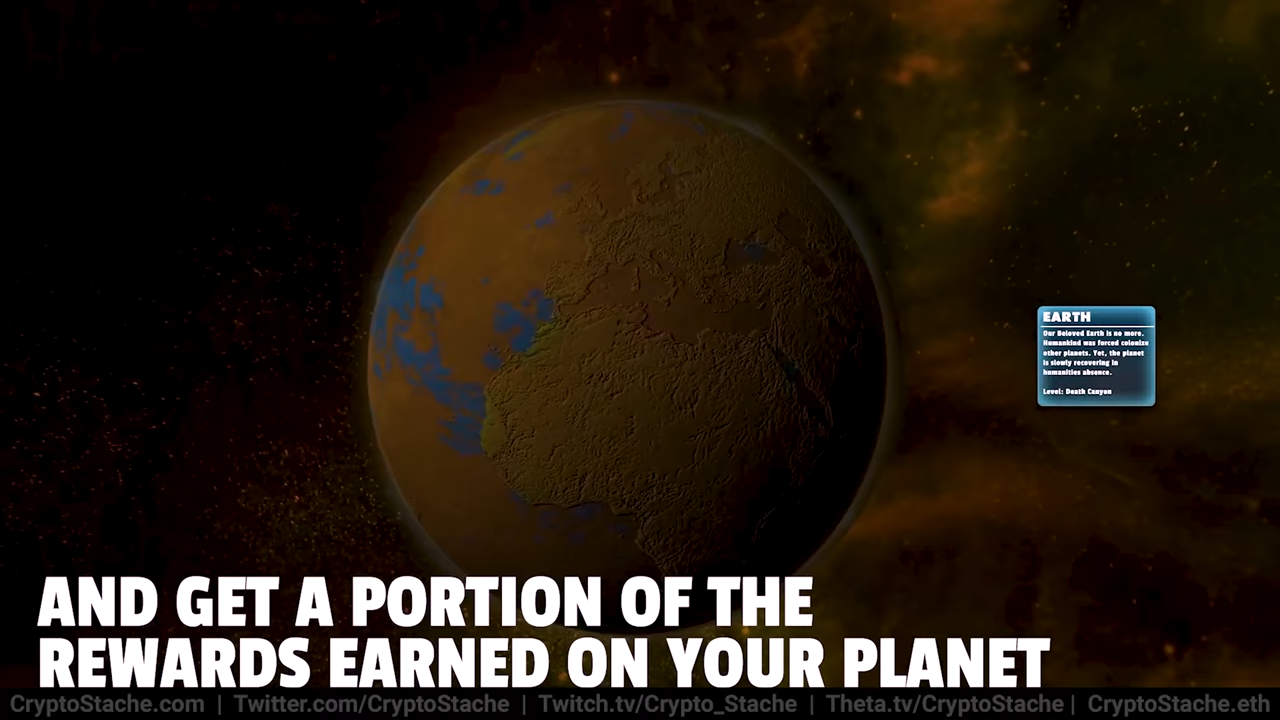 EARTH
Our Beloved Earth is no more.
Humankind was forced colonize
other planets. Yet, the planet
is slowly recovering in
humanities absence.
Level: Death Canyon
AND GET A PORTION OF THE
REWARDS EARNED ON YOUR PLANET
CryptoStache.com | Twitter.com/CryptoStache | Twitch.tv/Crypto_Stache | Theta.tv/CryptoStache | CryptoStache.eth